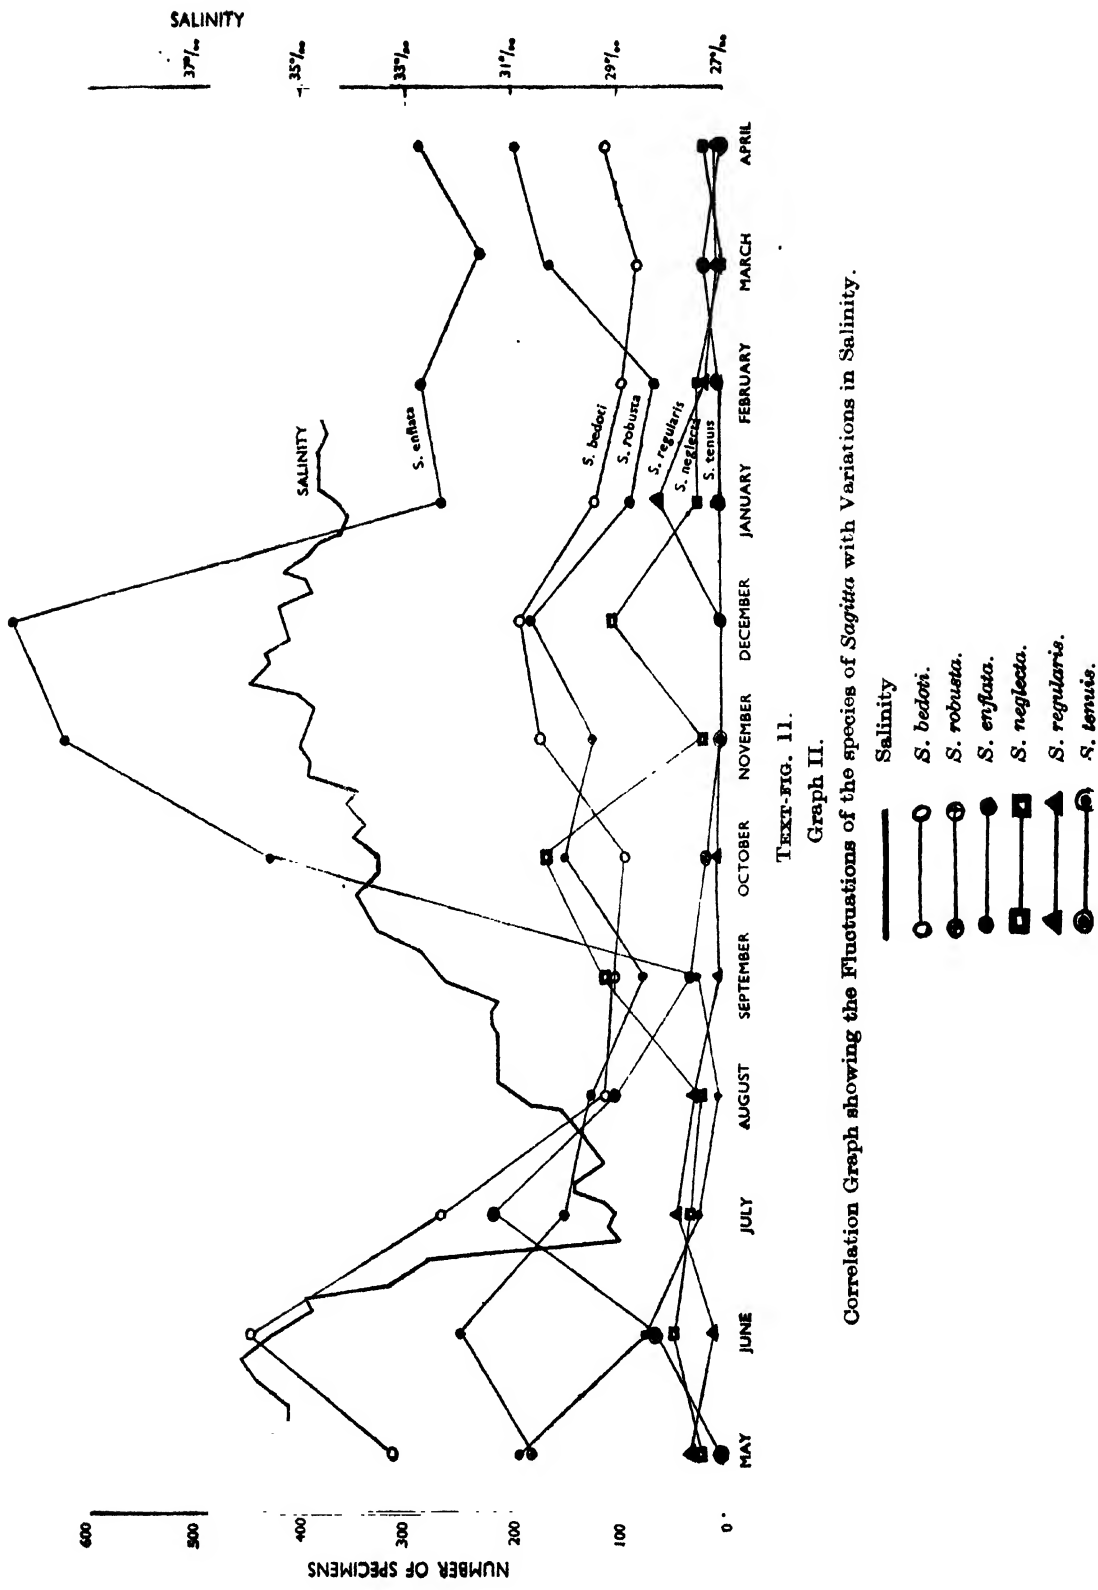 SALINITY
37°/oo
35°/oo
33°/oo
31°/oo
29°/oo
27°/oo
SALINITY
S. enflata
S. bedoti
S. robusta
S. regularis
S. neglecta
S. tenuis
NUMBER OF SPECIMENS
600
500
400
300
200
100
0
MAY
JUNE
JULY
AUGUST
SEPTEMBER
OCTOBER
NOVEMBER
DECEMBER
JANUARY
FEBRUARY
MARCH
APRIL
TEXT-FIG. 11.
Graph II.
Correlation Graph showing the Fluctuations of the species of Sagitta with Variations in Salinity.
Salinity
S. bedoti.
S. robusta.
S. enflata.
S. neglecta.
S. regularis.
S. tenuis.